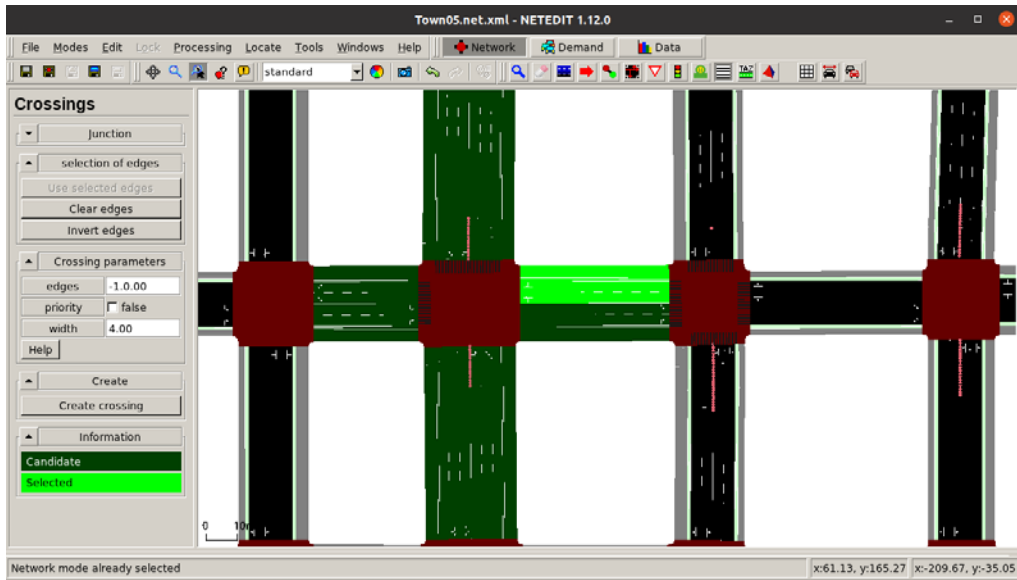 Town05.net.xml - NETEDIT 1.12.0
File Modes Edit Lock Processing Locate Tools Windows Help Network Demand Data
standard
Crossings
Junction
selection of edges
Use selected edges
Clear edges
Invert edges
Crossing parameters
edges -1.0.00
priority false
width 4.00
Help
Create
Create crossing
Information
Candidate
Selected
0 10m
Network mode already selected
x:61.13, y:165.27 x:-209.67, y:-35.05